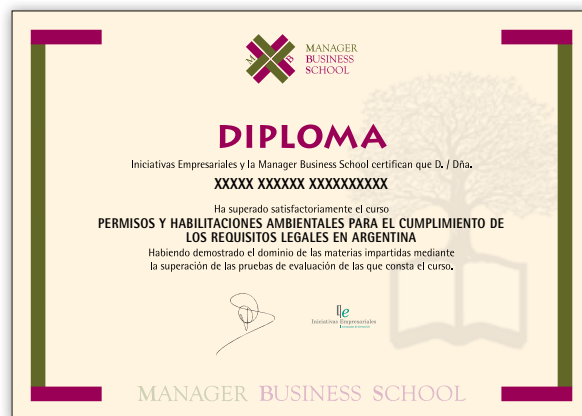 M B
MANAGER
BUSINESS
SCHOOL
DIPLOMA
Iniciativas Empresariales y la Manager Business School certifican que D. / Dña.
XXXXX XXXXXX XXXXXXXXXX
Ha superado satisfactoriamente el curso
PERMISOS Y HABILITACIONES AMBIENTALES PARA EL CUMPLIMIENTO DE
LOS REQUISITOS LEGALES EN ARGENTINA
Habiendo demostrado el dominio de las materias impartidas mediante
la superación de las pruebas de evaluación de las que consta el curso.
Ile
Iniciativas Empresariales
MANAGER BUSINESS SCHOOL